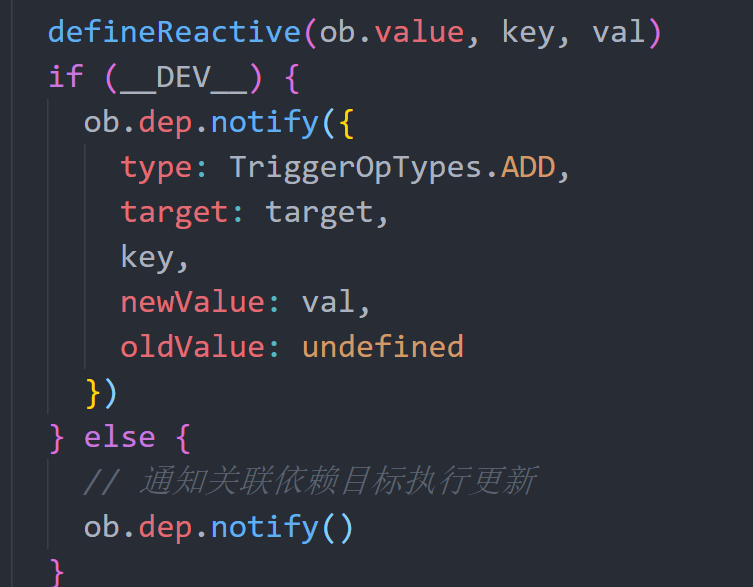 defineReactive(ob.value, key, val)
if (__DEV__) {
  ob.dep.notify({
    type: TriggerOpTypes.ADD,
    target: target,
    key,
    newValue: val,
    oldValue: undefined
  })
} else {
  // 通知关联依赖目标执行更新
  ob.dep.notify()
}